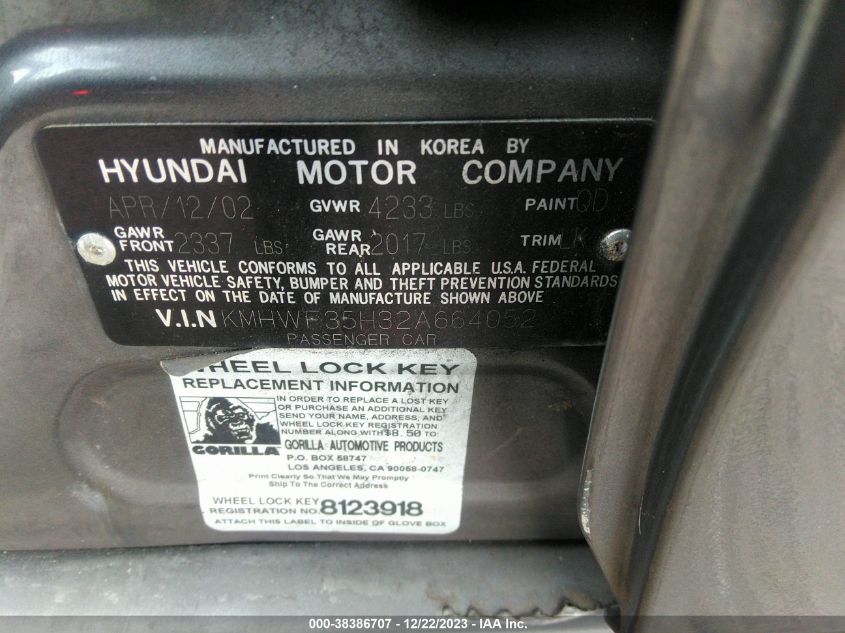 MANUFACTURED IN KOREA BY
HYUNDAI MOTOR COMPANY
APR/12/02 GVWR 4233 LBS PAINT QD
GAWR FRONT 2337 LBS GAWR REAR 2017 LBS TRIM LK
THIS VEHICLE CONFORMS TO ALL APPLICABLE U.S.A. FEDERAL
MOTOR VEHICLE SAFETY, BUMPER AND THEFT PREVENTION STANDARDS
IN EFFECT ON THE DATE OF MANUFACTURE SHOWN ABOVE
V.I.N KMHWF35H32A664052
PASSENGER CAR
WHEEL LOCK KEY
REPLACEMENT INFORMATION
IN ORDER TO REPLACE A LOST KEY
OR PURCHASE AN ADDITIONAL KEY
SEND YOUR NAME, ADDRESS, AND
WHEEL LOCK KEY REGISTRATION
NUMBER ALONG WITH $8.50 TO:
GORILLA
GORILLA AUTOMOTIVE PRODUCTS
P.O. BOX 58747
LOS ANGELES, CA 90058-0747
Print Clearly So That We May Promptly
Ship To The Correct Address
WHEEL LOCK KEY
REGISTRATION NO. 8123918
ATTACH THIS LABEL TO INSIDE OF GLOVE BOX
000-38386707 - 12/22/2023 - IAA Inc.